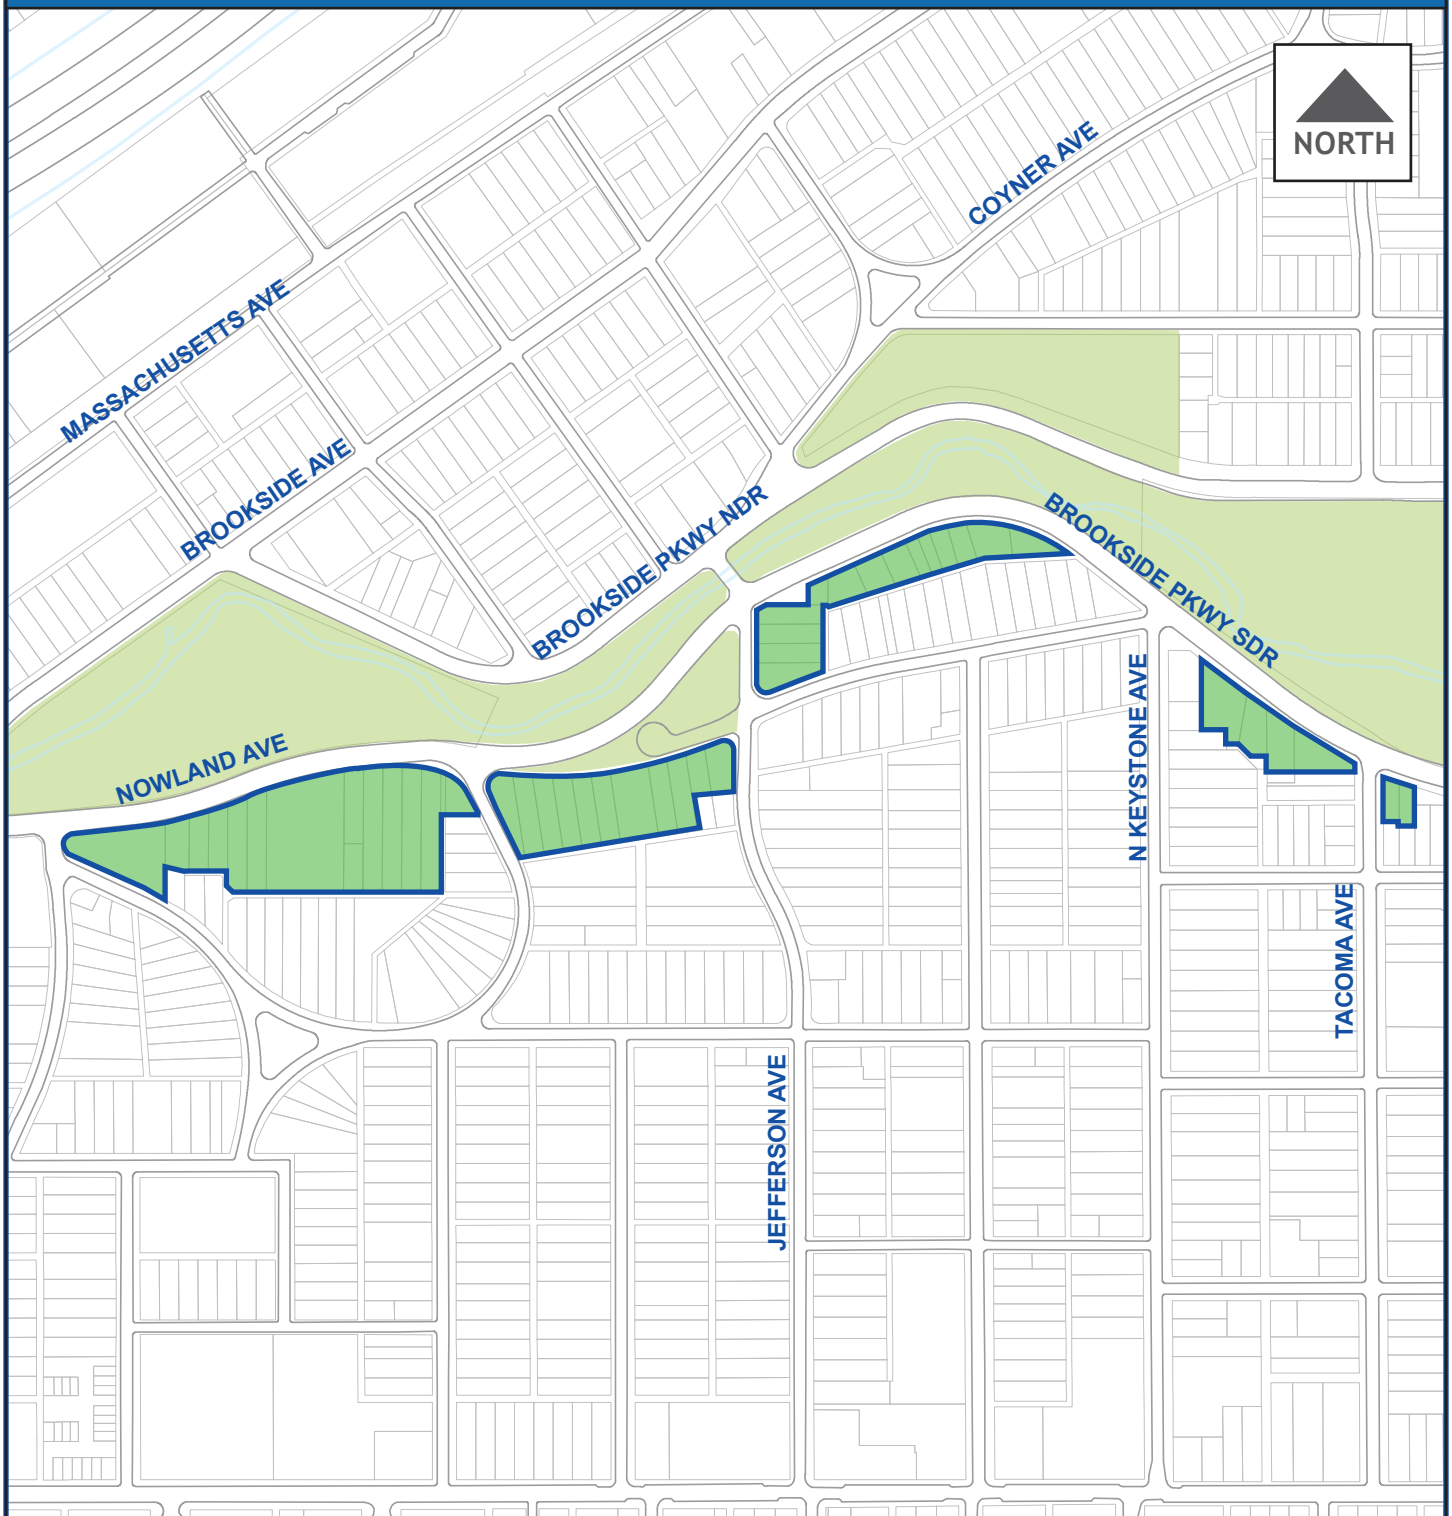 NORTH
COYNER AVE
MASSACHUSETTS AVE
BROOKSIDE AVE
BROOKSIDE PKWY NDR
BROOKSIDE PKWY SDR
NOWLAND AVE
N KEYSTONE AVE
TACOMA AVE
JEFFERSON AVE